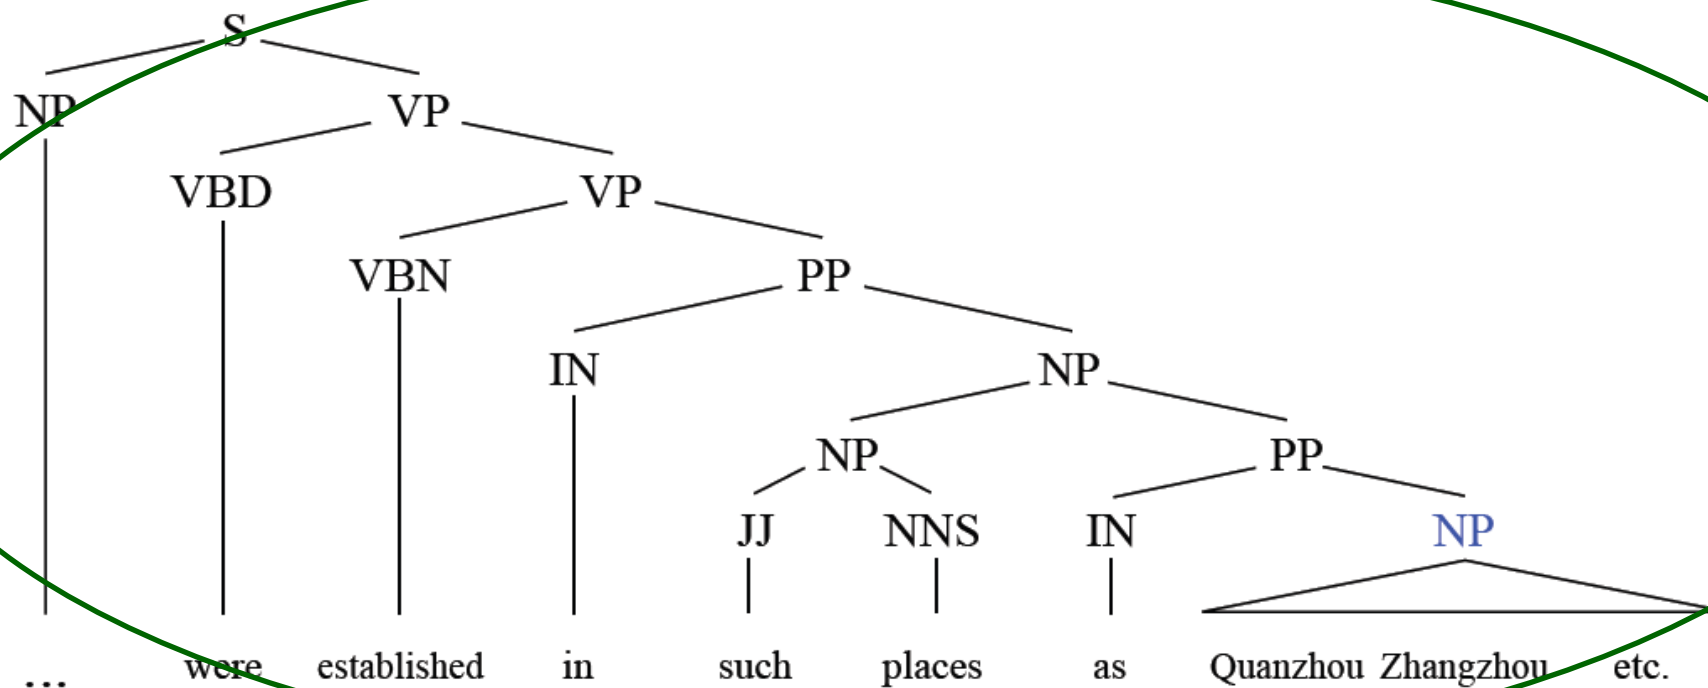 S
NP VP
VBD VP
VBN PP
IN NP
NP PP
JJ NNS IN NP
... were established in such places as Quanzhou Zhangzhou etc.